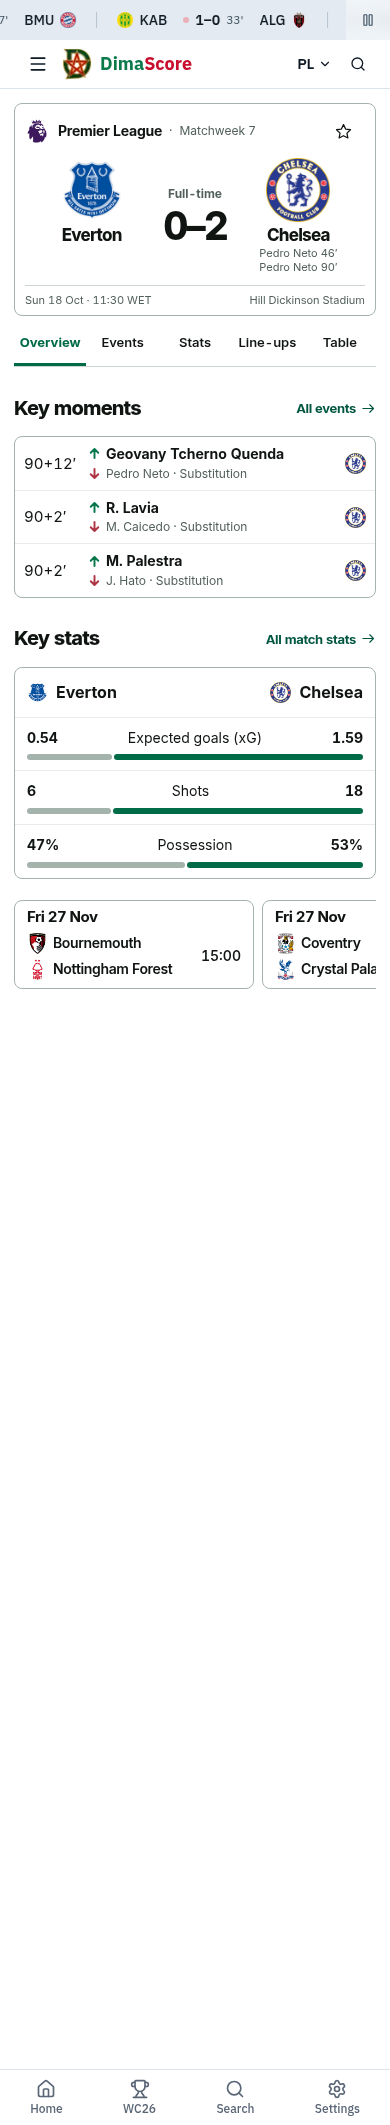 7' BMU KAB 1–0 33' ALG
DimaScore PL
Premier League · Matchweek 7
Full-time
Everton 0–2 Chelsea
Pedro Neto 46′
Pedro Neto 90′
Sun 18 Oct · 11:30 WET Hill Dickinson Stadium
Overview Events Stats Line-ups Table
Key moments All events →
90+12′ ↑ Geovany Tcherno Quenda
↓ Pedro Neto · Substitution
90+2′ ↑ R. Lavia
↓ M. Caicedo · Substitution
90+2′ ↑ M. Palestra
↓ J. Hato · Substitution
Key stats All match stats →
Everton Chelsea
0.54 Expected goals (xG) 1.59
6 Shots 18
47% Possession 53%
Fri 27 Nov Fri 27 Nov
Bournemouth Coventry
15:00
Nottingham Forest Crystal Pala
Home WC26 Search Settings